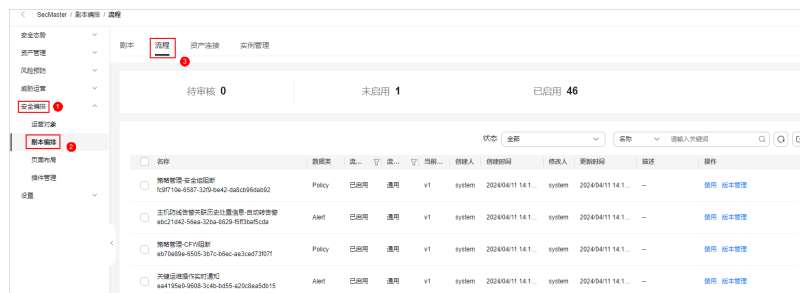 SecMaster / 剧本编排 / 流程
安全态势
资产管理
风险预防
威胁运营
安全编排 1
运营对象
剧本编排 2
页面布局
插件管理
设置
剧本 流程 资产连接 实例管理
3
待审核 0 未启用 1 已启用 46
状态: 全部 名称 请输入关键词
名称 数据类 流... 流... 当前... 创建人 创建时间 修改人 更新时间 描述 操作
策略管理-安全组阻断 Policy 已启用 通用 v1 system 2024/04/11 14:1... system 2024/04/11 14:1... -- 禁用 版本管理
fc9f710e-6587-32f9-be42-da8cb96dab92
主机防线告警关联历史处置信息-自动转告警 Alert 已启用 通用 v1 system 2024/04/11 14:1... system 2024/04/11 14:1... -- 禁用 版本管理
ebc21d42-56ea-32ba-8629-f5ff3baf5cda
策略管理-CFW阻断 Policy 已启用 通用 v1 system 2024/04/11 14:1... system 2024/04/11 14:1... -- 禁用 版本管理
eb70e89e-6505-3b7c-b6ec-ae3ced73f07f
关键运维操作实时通知 Alert 已启用 通用 v1 system 2024/04/11 14:1... system 2024/04/11 14:1... -- 禁用 版本管理
ea4195e0-9608-3c4b-bd55-a20c8ea5db15